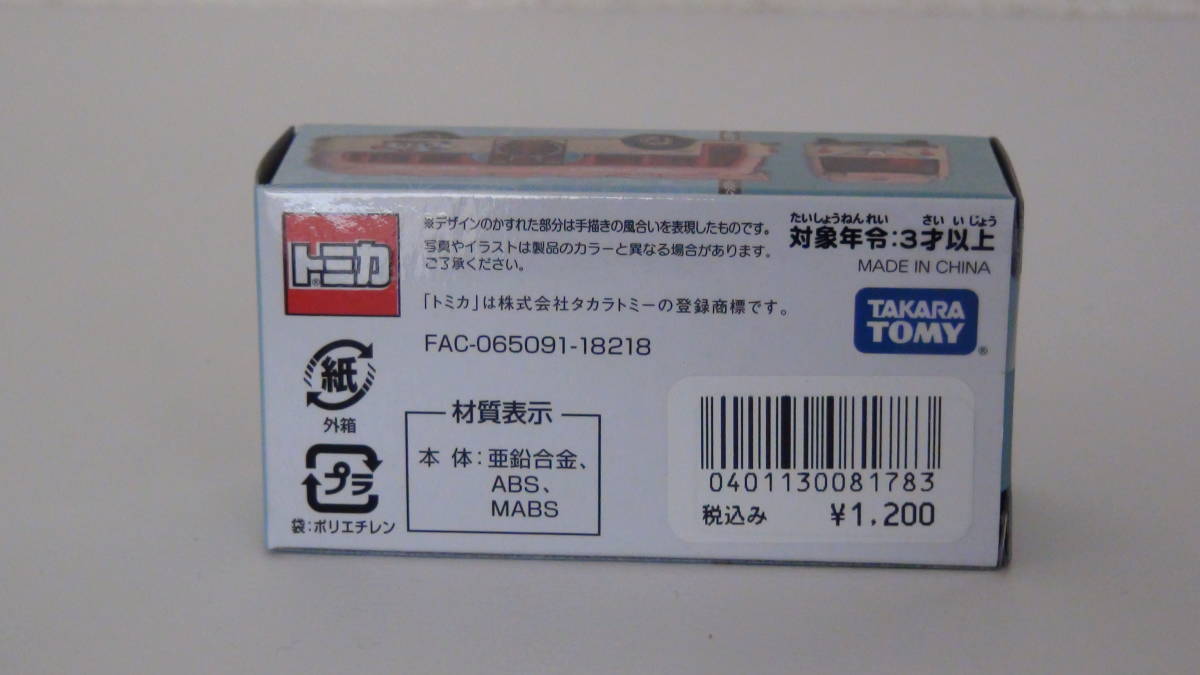 トミカ®
※デザインのかすれた部分は手描きの風合いを表現したものです。
写真やイラストは製品のカラーと異なる場合があります。
ご了承ください。
「トミカ」は株式会社タカラトミーの登録商標です。
FAC-065091-18218
たいしょうねんれい さい いじょう
対象年令:3才以上
MADE IN CHINA
TAKARA
TOMY®
紙
外箱
プラ
袋:ポリエチレン
材質表示
本 体:亜鉛合金、
ABS、
MABS
0401130081783
税込み ¥1,200